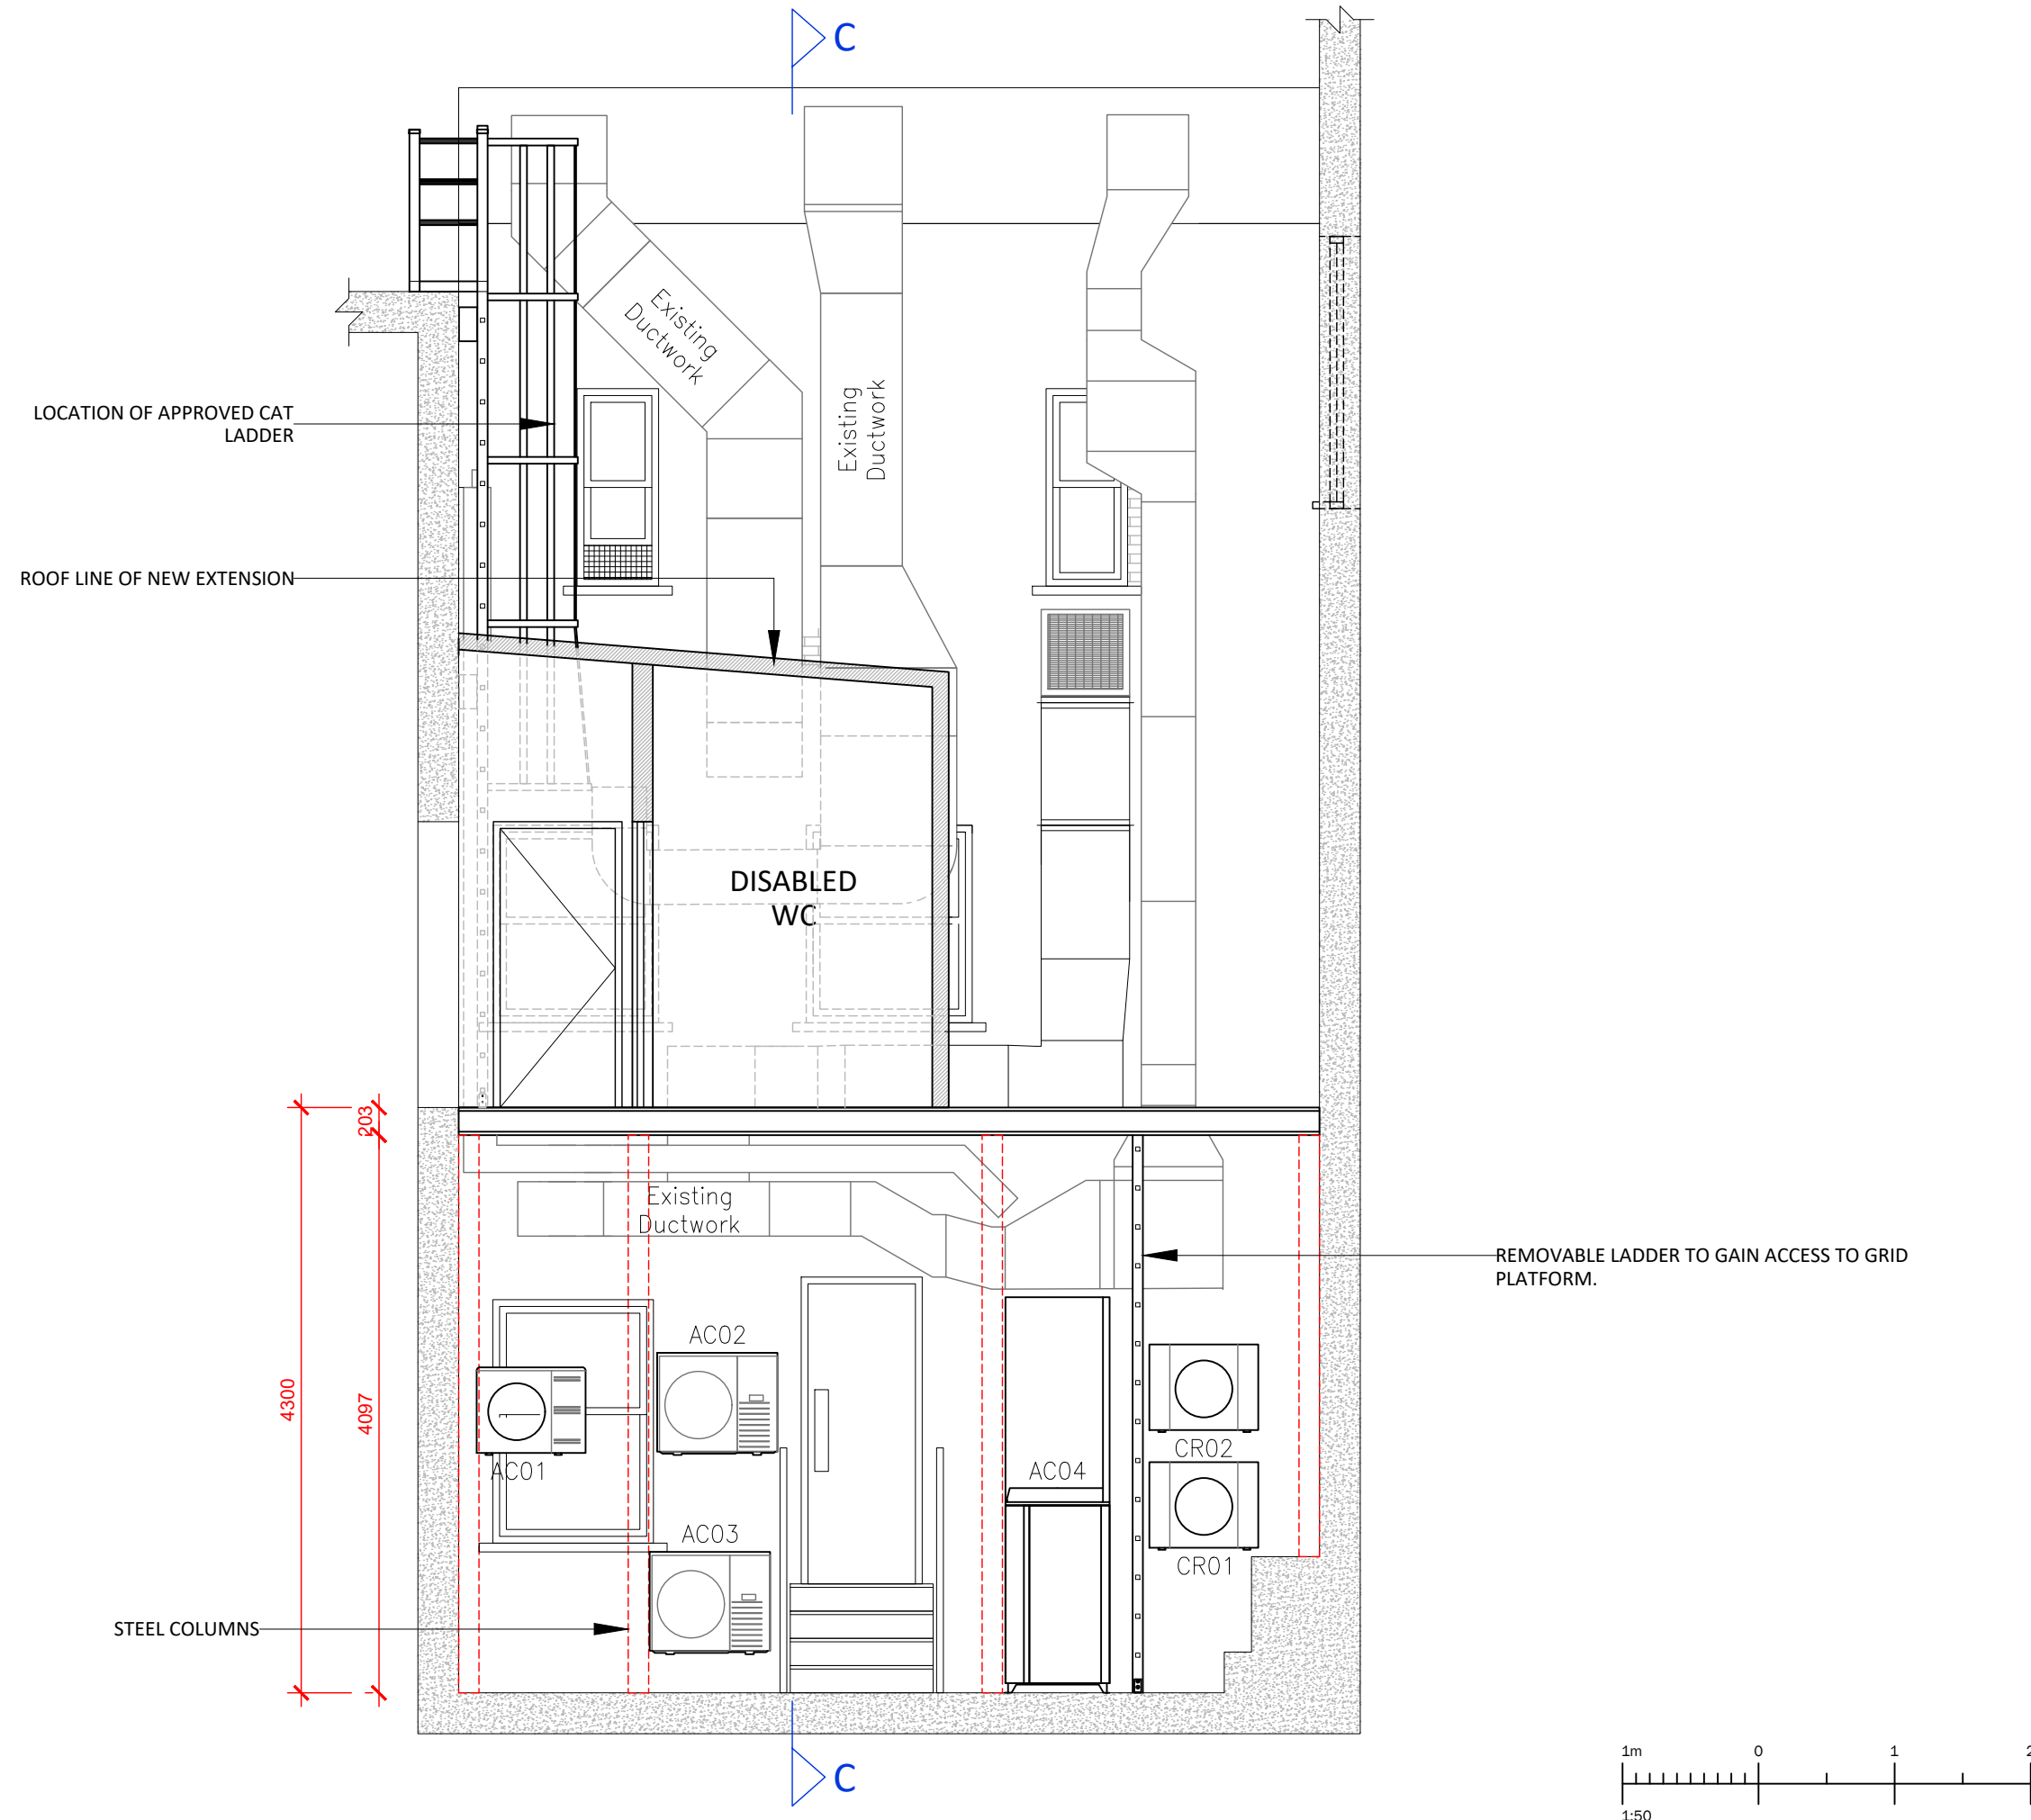 C
Existing
Ductwork
Existing
Ductwork
LOCATION OF APPROVED CAT
LADDER
ROOF LINE OF NEW EXTENSION
DISABLED
WC
203
4300
4097
Existing
Ductwork
REMOVABLE LADDER TO GAIN ACCESS TO GRID
PLATFORM.
AC02
AC01
CR02
AC04
AC03
CR01
STEEL COLUMNS
C
1m 0 1 2
1:50